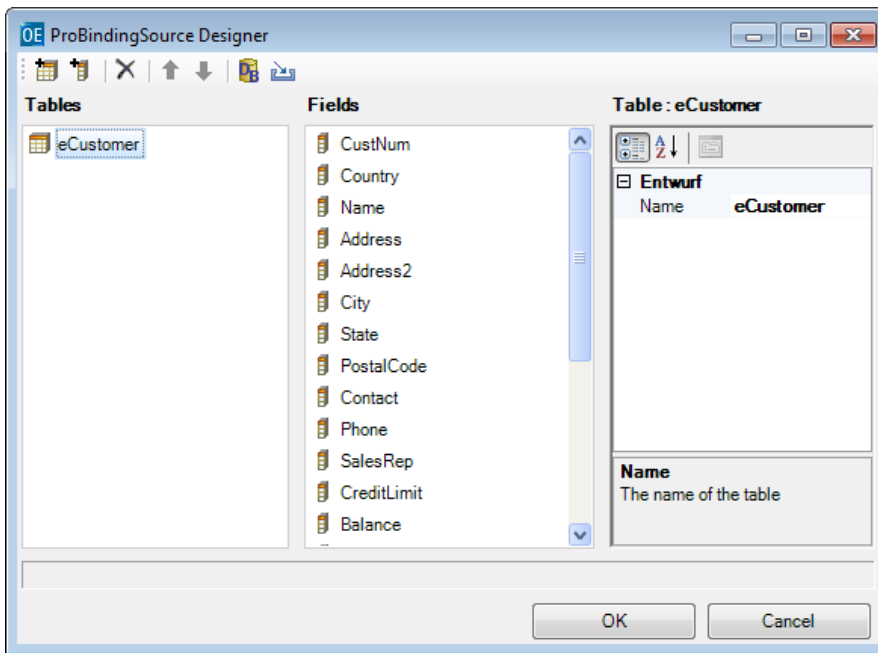 OE ProBindingSource Designer
DB
Tables
eCustomer
Fields
CustNum
Country
Name
Address
Address2
City
State
PostalCode
Contact
Phone
SalesRep
CreditLimit
Balance
Table : eCustomer
A
Z
Entwurf
Name eCustomer
Name
The name of the table
OK Cancel